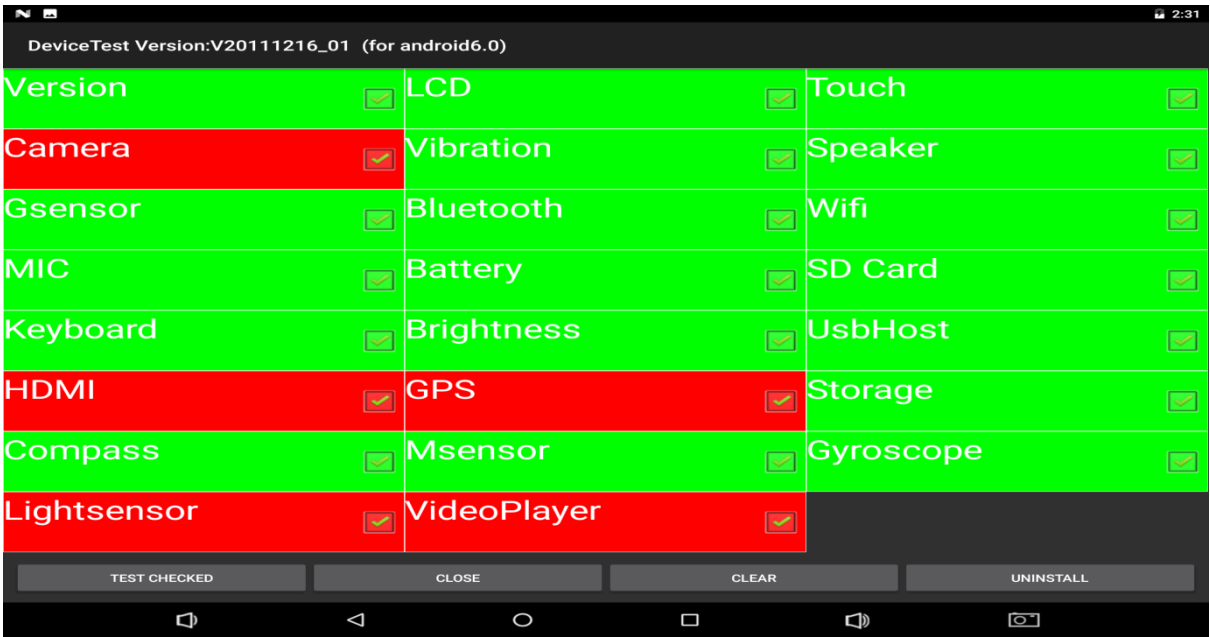 2:31
DeviceTest Version:V20111216_01 (for android6.0)
Version LCD Touch
Camera Vibration Speaker
Gsensor Bluetooth Wifi
MIC Battery SD Card
Keyboard Brightness UsbHost
HDMI GPS Storage
Compass Msensor Gyroscope
Lightsensor VideoPlayer
TEST CHECKED CLOSE CLEAR UNINSTALL